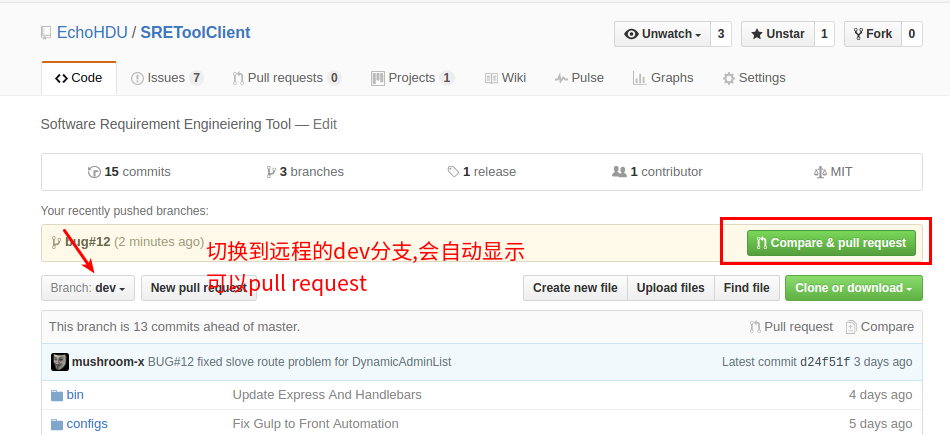 EchoHDU / SREToolClient
Unwatch 3
Unstar 1
Fork 0
Code
Issues 7
Pull requests 0
Projects 1
Wiki
Pulse
Graphs
Settings
Software Requirement Engineiering Tool — Edit
15 commits
3 branches
1 release
1 contributor
MIT
Your recently pushed branches:
bug#12 (2 minutes ago)
Compare & pull request
切换到远程的dev分支,会自动显示
可以pull request
Branch: dev
New pull request
Create new file
Upload files
Find file
Clone or download
This branch is 13 commits ahead of master.
Pull request
Compare
mushroom-x BUG#12 fixed slove route problem for DynamicAdminList
Latest commit d24f51f 3 days ago
bin
Update Express And Handlebars
4 days ago
configs
Fix Gulp to Front Automation
5 days ago